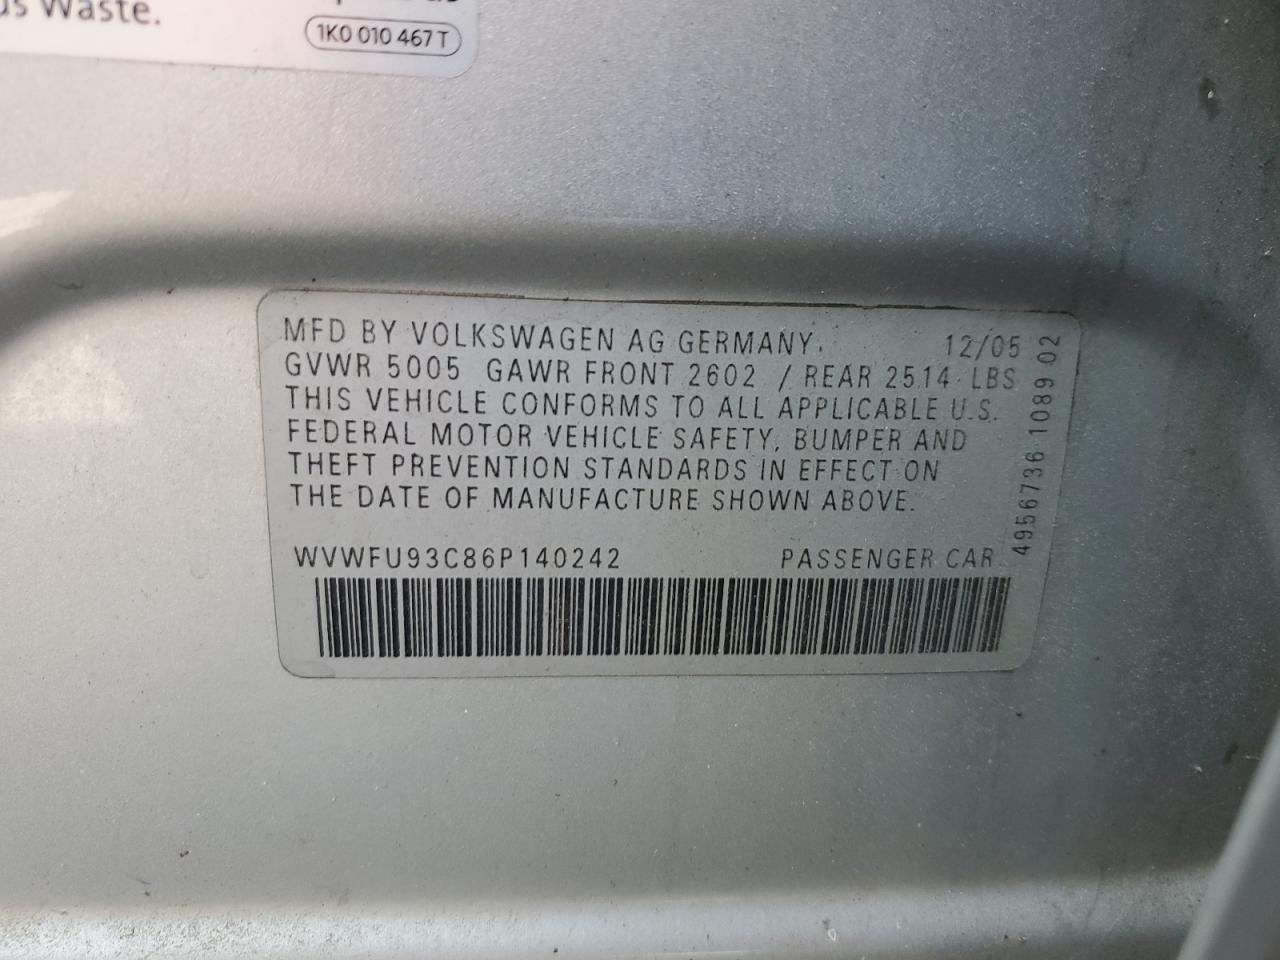 us Waste.
1K0 010 467 T
MFD BY VOLKSWAGEN AG GERMANY. 12/05
GVWR 5005 GAWR FRONT 2602 / REAR 2514 LBS
THIS VEHICLE CONFORMS TO ALL APPLICABLE U.S.
FEDERAL MOTOR VEHICLE SAFETY, BUMPER AND
THEFT PREVENTION STANDARDS IN EFFECT ON
THE DATE OF MANUFACTURE SHOWN ABOVE.
WVWFU93C86P140242 PASSENGER CAR
4956736 1089 02